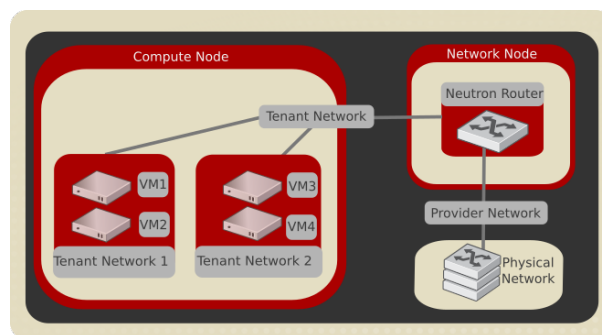 Compute Node
Network Node
Neutron Router
Tenant Network
VM1
VM3
VM2
VM4
Provider Network
Tenant Network 1
Tenant Network 2
Physical
Network